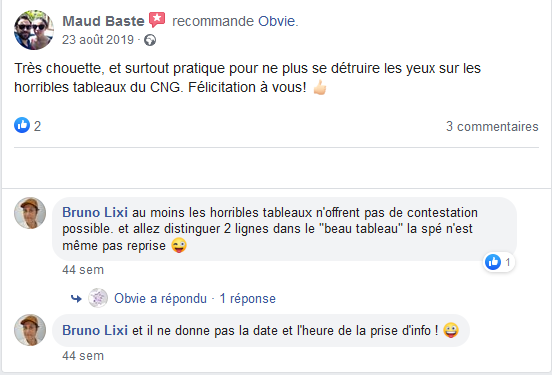 Maud Baste recommande Obvie.
23 août 2019 ·
Très chouette, et surtout pratique pour ne plus se détruire les yeux sur les
horribles tableaux du CNG. Félicitation à vous! 👍🏻
2
3 commentaires
Bruno Lixi au moins les horribles tableaux n'offrent pas de contestation
possible. et allez distinguer 2 lignes dans le "beau tableau" la spé n'est
même pas reprise 😜
1
44 sem
Obvie a répondu · 1 réponse
Bruno Lixi et il ne donne pas la date et l'heure de la prise d'info ! 😀
44 sem